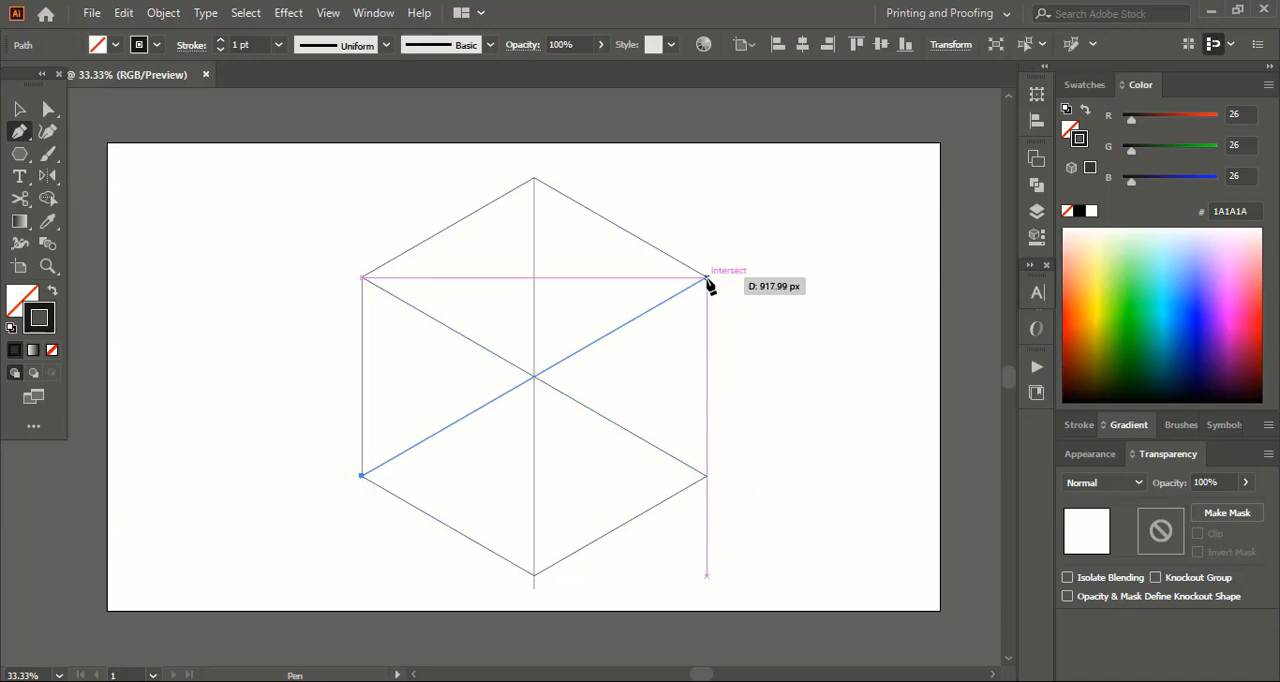 Ai File Edit Object Type Select Effect View Window Help Printing and Proofing Search Adobe Stock
Path Stroke: 1 pt Uniform Basic Opacity: 100% Style: Transform
@ 33.33% (RGB/Preview)
Swatches Color
R 26
G 26
B 26
# 1A1A1A
intersect
D: 917.99 px
Stroke Gradient Brushes Symbol
Appearance Transparency
Normal Opacity: 100%
Make Mask
Clip
Invert Mask
Isolate Blending Knockout Group
Opacity & Mask Define Knockout Shape
33.33% 1 Pen